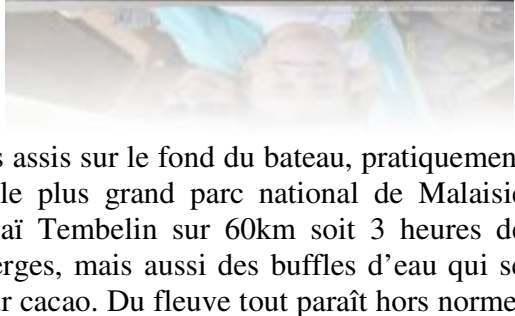 s assis sur le fond du bateau, pratiquemen
le plus grand parc national de Malaisi
aï Tembelin sur 60km soit 3 heures d
erges, mais aussi des buffles d’eau qui s
r cacao. Du fleuve tout paraît hors norme